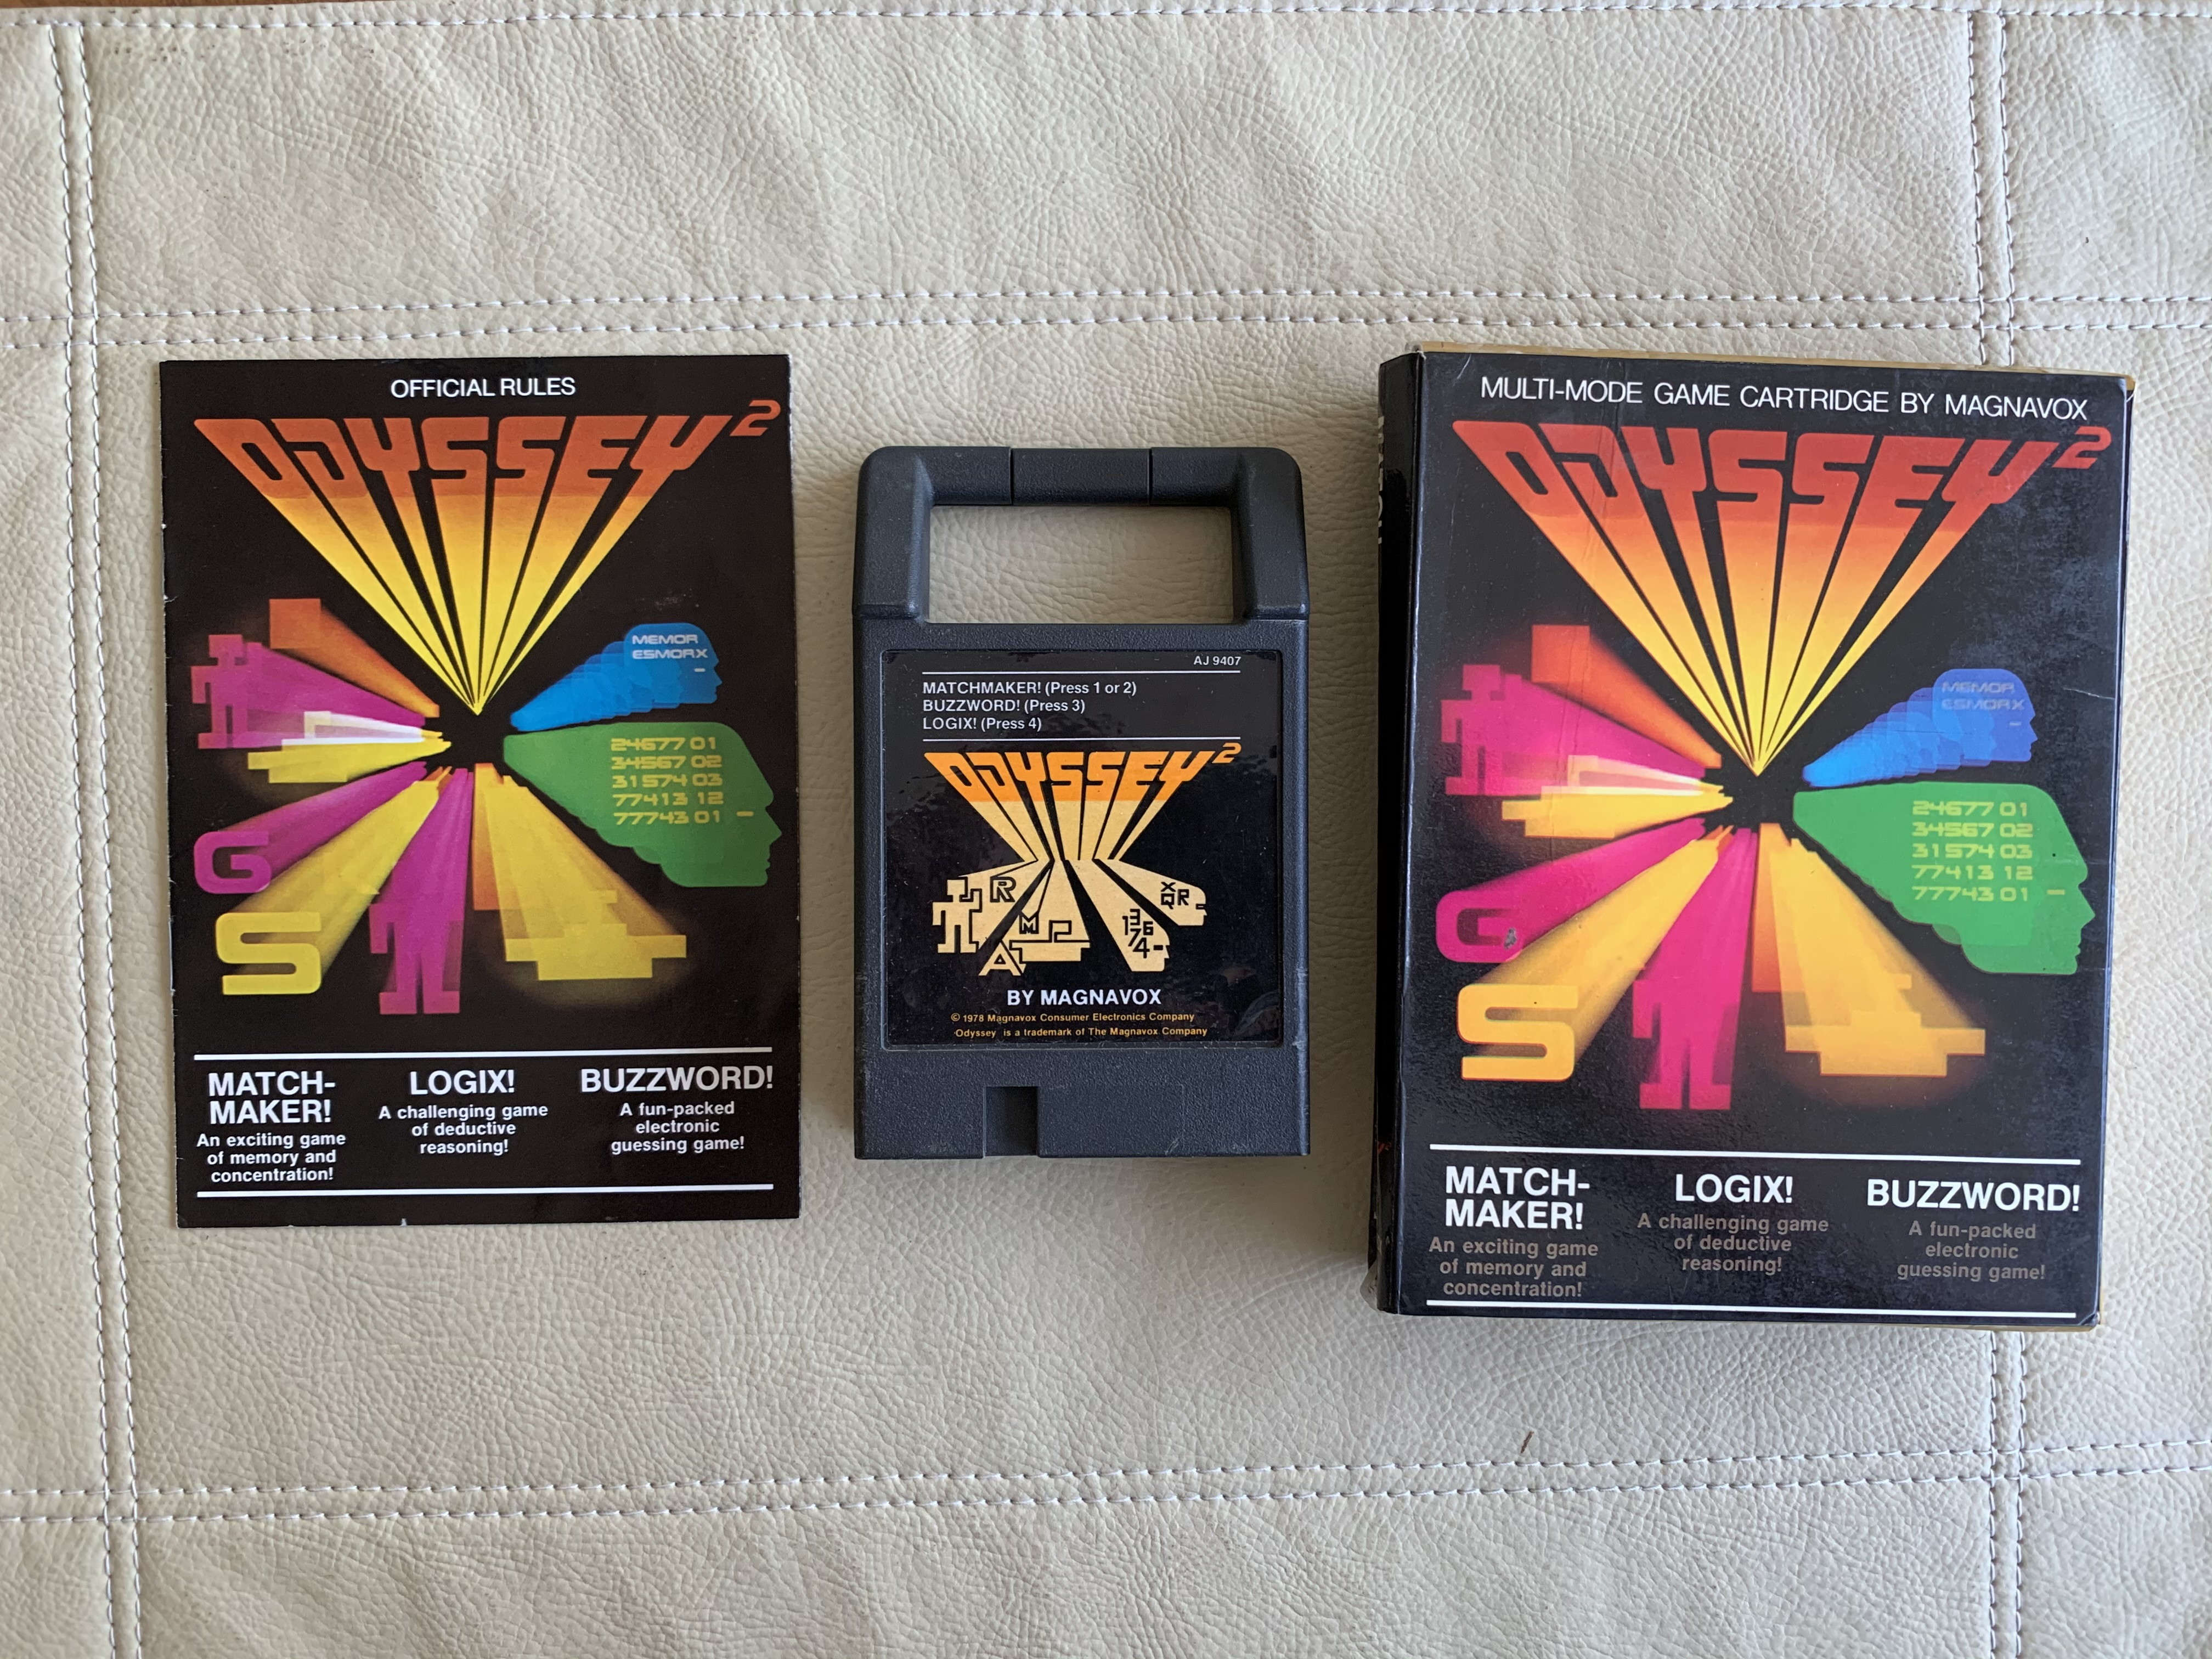 OFFICIAL RULES
ODYSSEY²
MEMOR
ESMORX
-
24677 01
34567 02
31574 03
77413 12
77743 01 -
G
S
MATCH-
MAKER!
An exciting game
of memory and
concentration!
LOGIX!
A challenging game
of deductive
reasoning!
BUZZWORD!
A fun-packed
electronic
guessing game!
AJ 9407
MATCHMAKER! (Press 1 or 2)
BUZZWORD! (Press 3)
LOGIX! (Press 4)
ODYSSEY²
R
M
A
X
QR-
13
76
4-
BY MAGNAVOX
© 1978 Magnavox Consumer Electronics Company
Odyssey is a trademark of The Magnavox Company
MULTI-MODE GAME CARTRIDGE BY MAGNAVOX
ODYSSEY²
MEMOR
ESMORX
-
24677 01
34567 02
31574 03
77413 12
77743 01 -
G
S
MATCH-
MAKER!
An exciting game
of memory and
concentration!
LOGIX!
A challenging game
of deductive
reasoning!
BUZZWORD!
A fun-packed
electronic
guessing game!